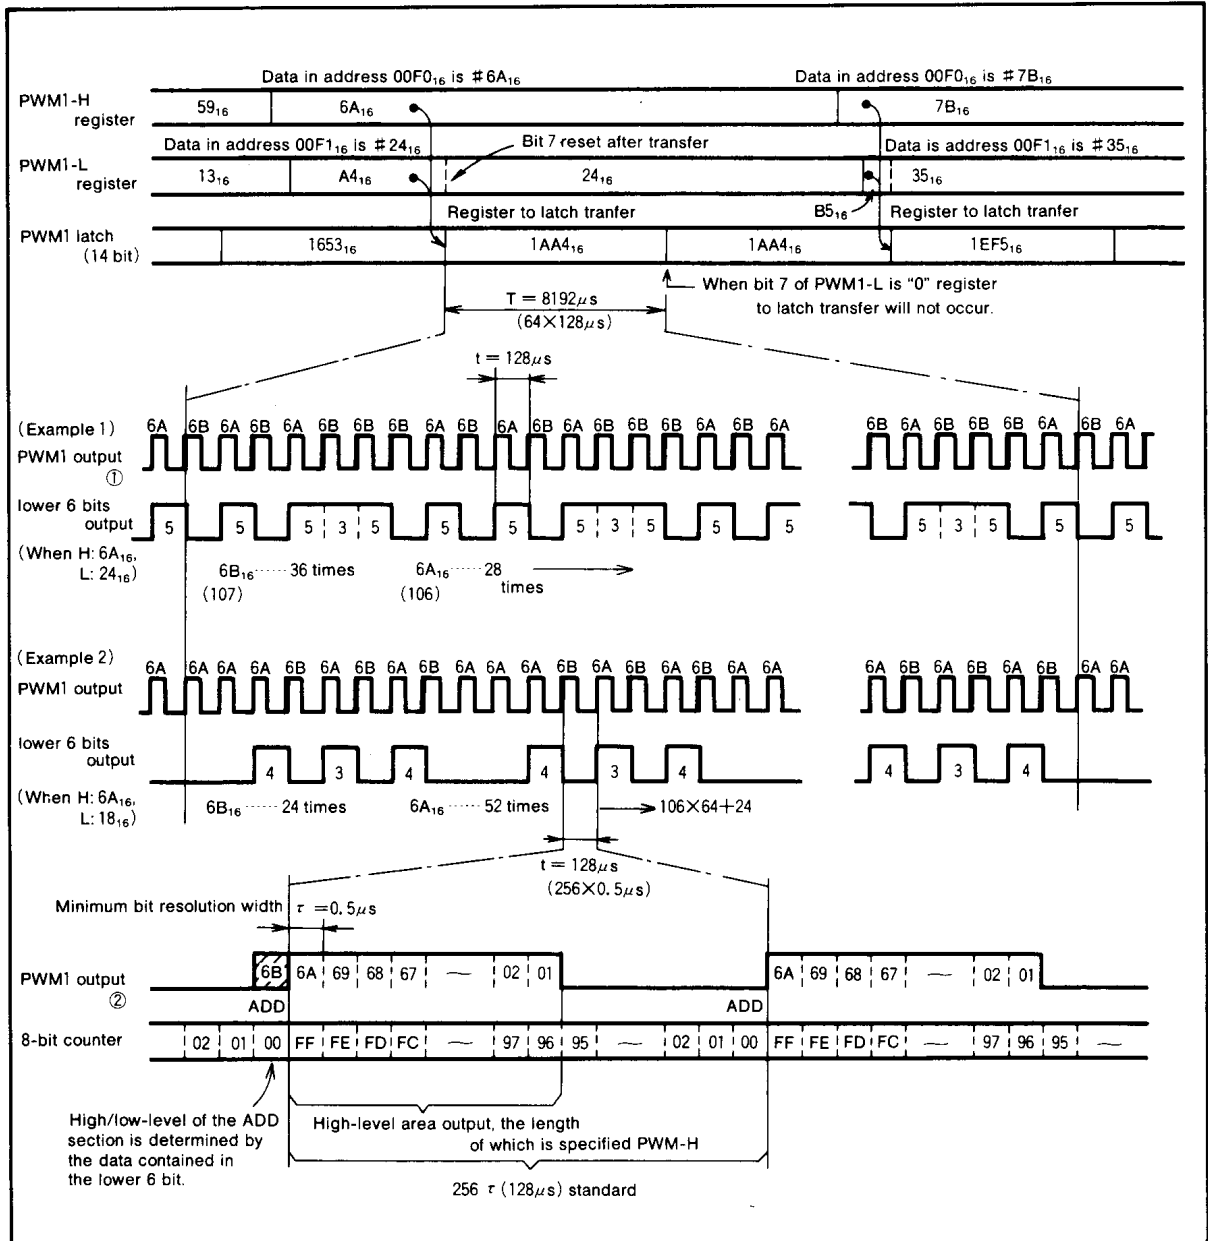 Data in address 00F0₁₆ is #6A₁₆ Data in address 00F0₁₆ is #7B₁₆
PWM1-H register 59₁₆ 6A₁₆ 7B₁₆
Data in address 00F1₁₆ is #24₁₆ Bit 7 reset after transfer Data is address 00F1₁₆ is #35₁₆
PWM1-L register 13₁₆ A4₁₆ 24₁₆ 35₁₆
B5₁₆
Register to latch tranfer Register to latch tranfer
PWM1 latch (14 bit) 1653₁₆ 1AA4₁₆ 1AA4₁₆ 1EF5₁₆
When bit 7 of PWM1-L is "0" register
to latch transfer will not occur.
T = 8192μs
(64×128μs)
t = 128μs
(Example 1)
6A 6B 6A 6B 6A 6B 6B 6B 6A 6B 6A 6B 6A 6B 6B 6B 6A 6B 6A 6B 6A 6B 6B 6B 6A 6B 6A
PWM1 output
①
lower 6 bits output
5 5 5 3 5 5 5 5 3 5 5 5 5 3 5 5 5
(When H: 6A₁₆,
L: 24₁₆)
6B₁₆ ······ 36 times 6A₁₆ ······ 28 times
(107) (106)
(Example 2)
6A 6A 6A 6A 6B 6A 6B 6A 6B 6A 6A 6A 6B 6A 6B 6A 6B 6A 6A 6A 6B 6A 6B 6A 6B 6A 6A
PWM1 output
lower 6 bits output
4 3 4 4 3 4 4 3 4
(When H: 6A₁₆,
L: 18₁₆)
6B₁₆ ······ 24 times 6A₁₆ ······ 52 times 106×64+24
t = 128μs
(256×0.5μs)
Minimum bit resolution width τ =0.5μs
PWM1 output
②
6B 6A 69 68 67 ~ 02 01 6A 69 68 67 ~ 02 01
ADD ADD
8-bit counter 02 01 00 FF FE FD FC ~ 97 96 95 ~ 02 01 00 FF FE FD FC ~ 97 96 95 ~
High/low-level of the ADD
section is determined by
the data contained in
the lower 6 bit.
High-level area output, the length
of which is specified PWM-H
256 τ (128μs) standard